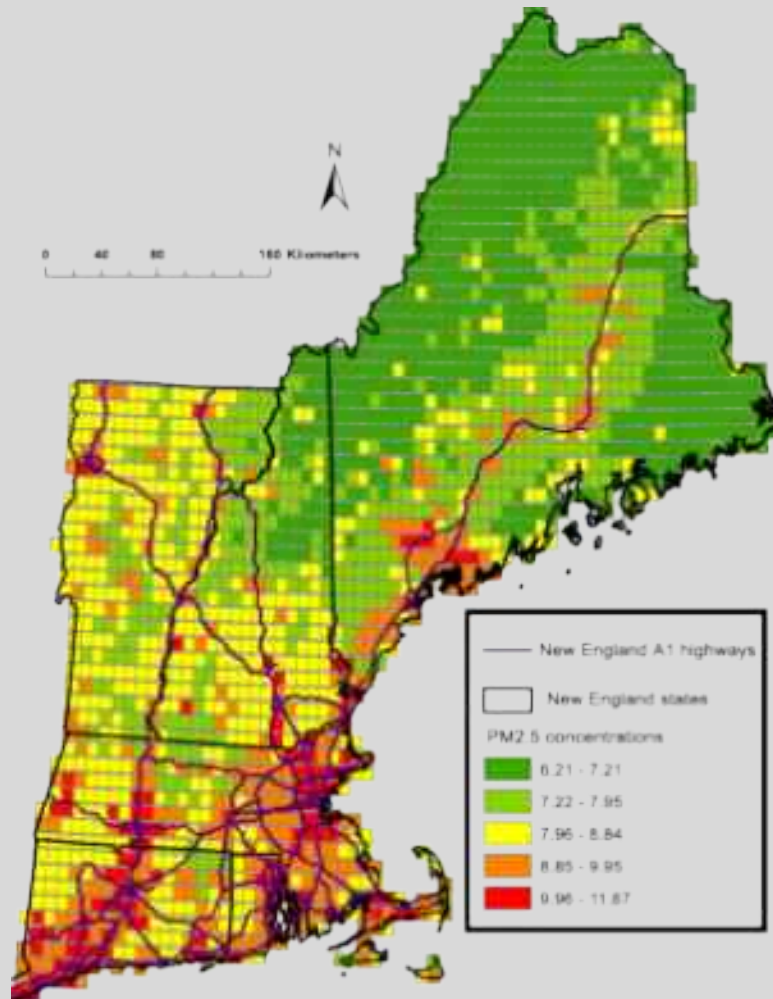 N
0 40 80 160 Kilometers
New England A1 highways
New England states
PM2.5 concentrations
6.21 - 7.21
7.22 - 7.95
7.96 - 8.84
8.85 - 9.95
9.96 - 11.87